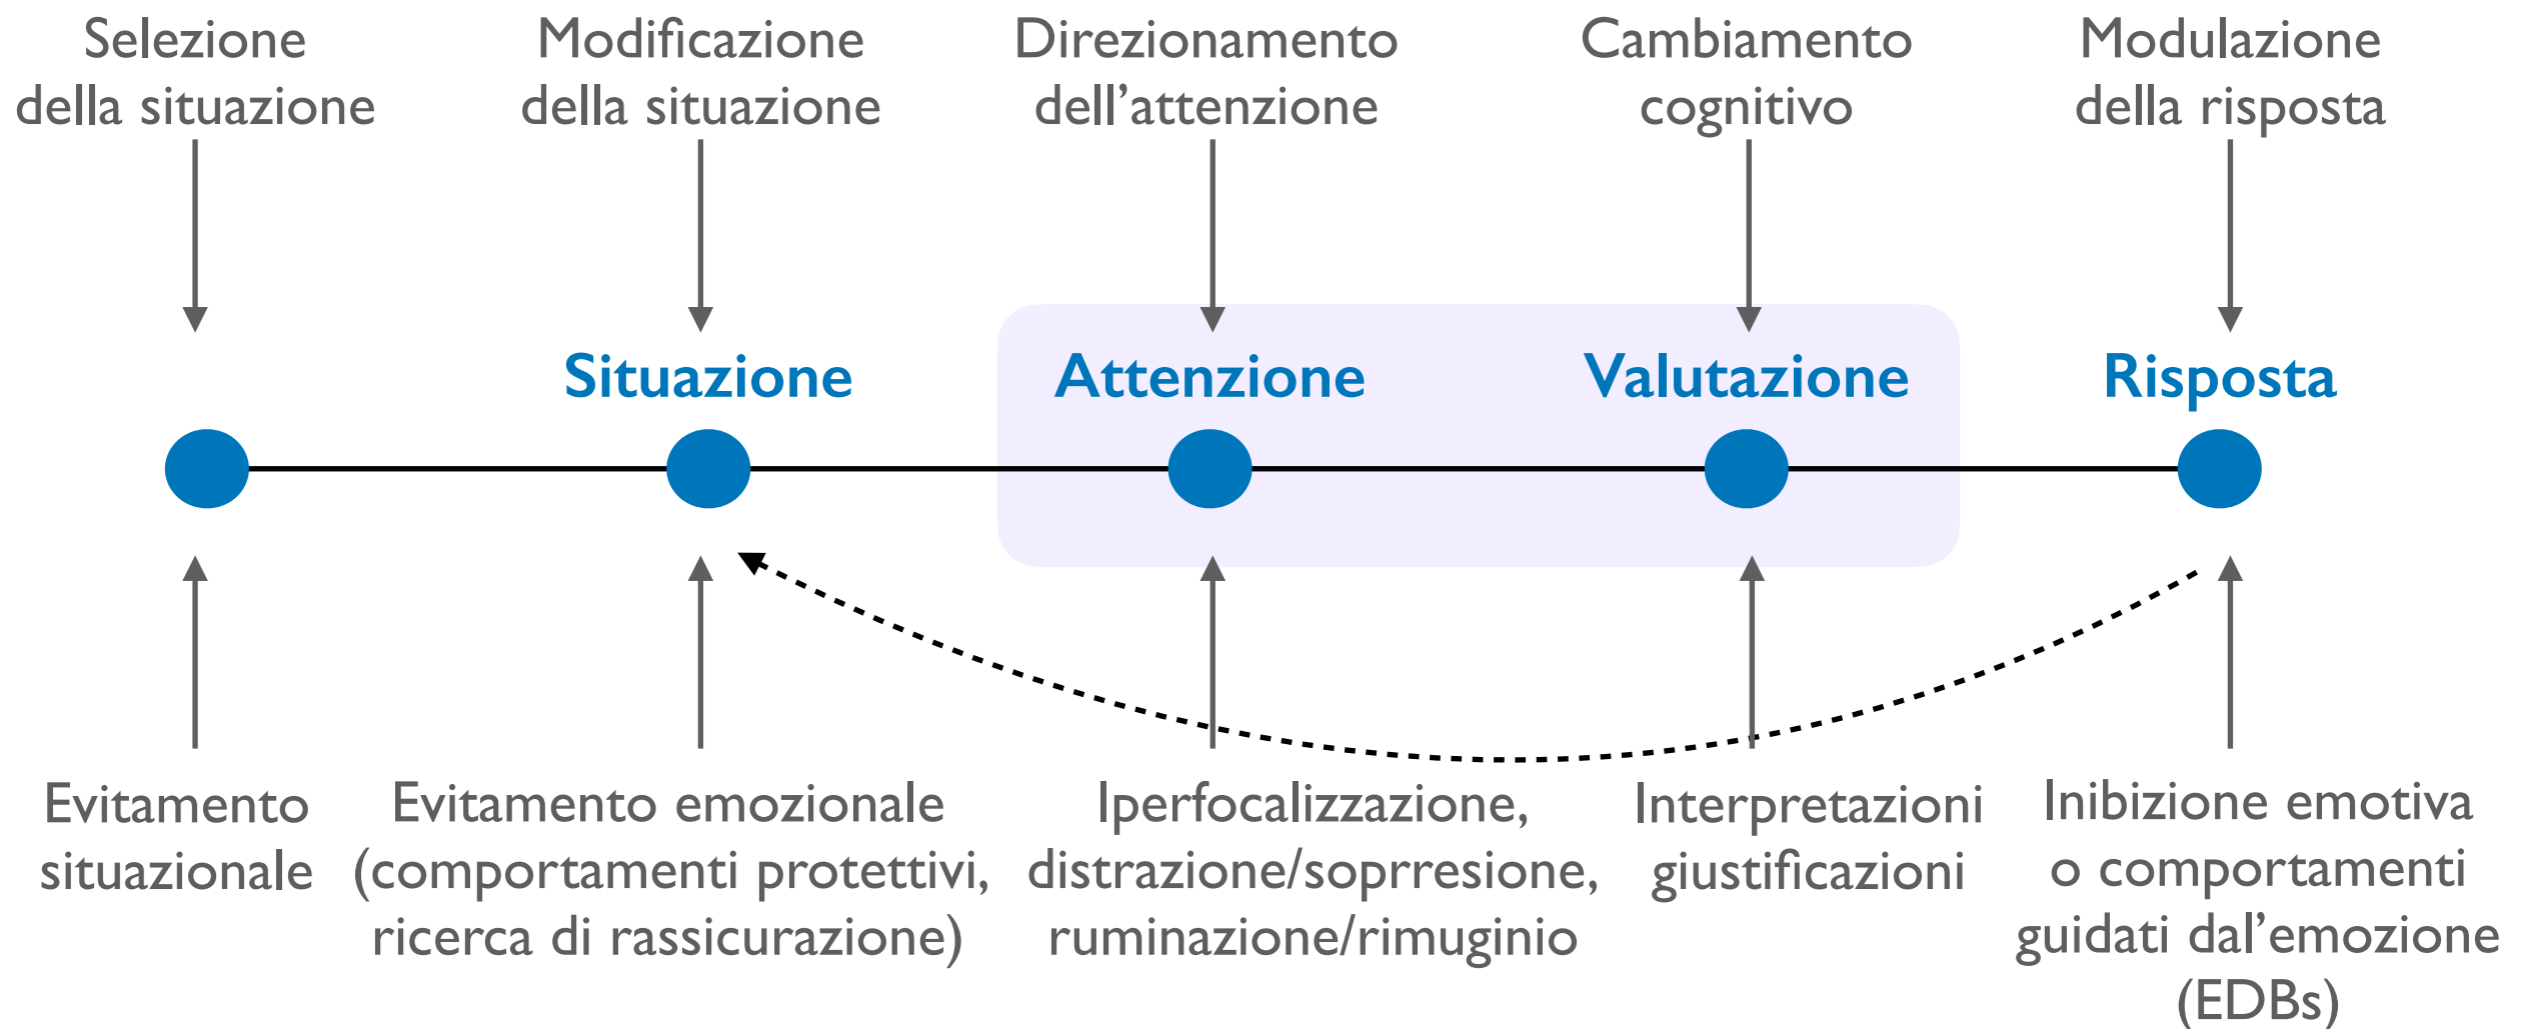 Selezione
della situazione
Modificazione
della situazione
Direzionamento
dell’attenzione
Cambiamento
cognitivo
Modulazione
della risposta
Situazione
Attenzione
Valutazione
Risposta
Evitamento
situazionale
Evitamento emozionale
(comportamenti protettivi,
ricerca di rassicurazione)
Iperfocalizzazione,
distrazione/soprresione,
ruminazione/rimuginio
Interpretazioni
giustificazioni
Inibizione emotiva
o comportamenti
guidati dal’emozione
(EDBs)